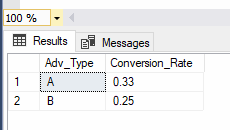 100 %
Results Messages
Adv_Type Conversion_Rate
1 A 0.33
2 B 0.25